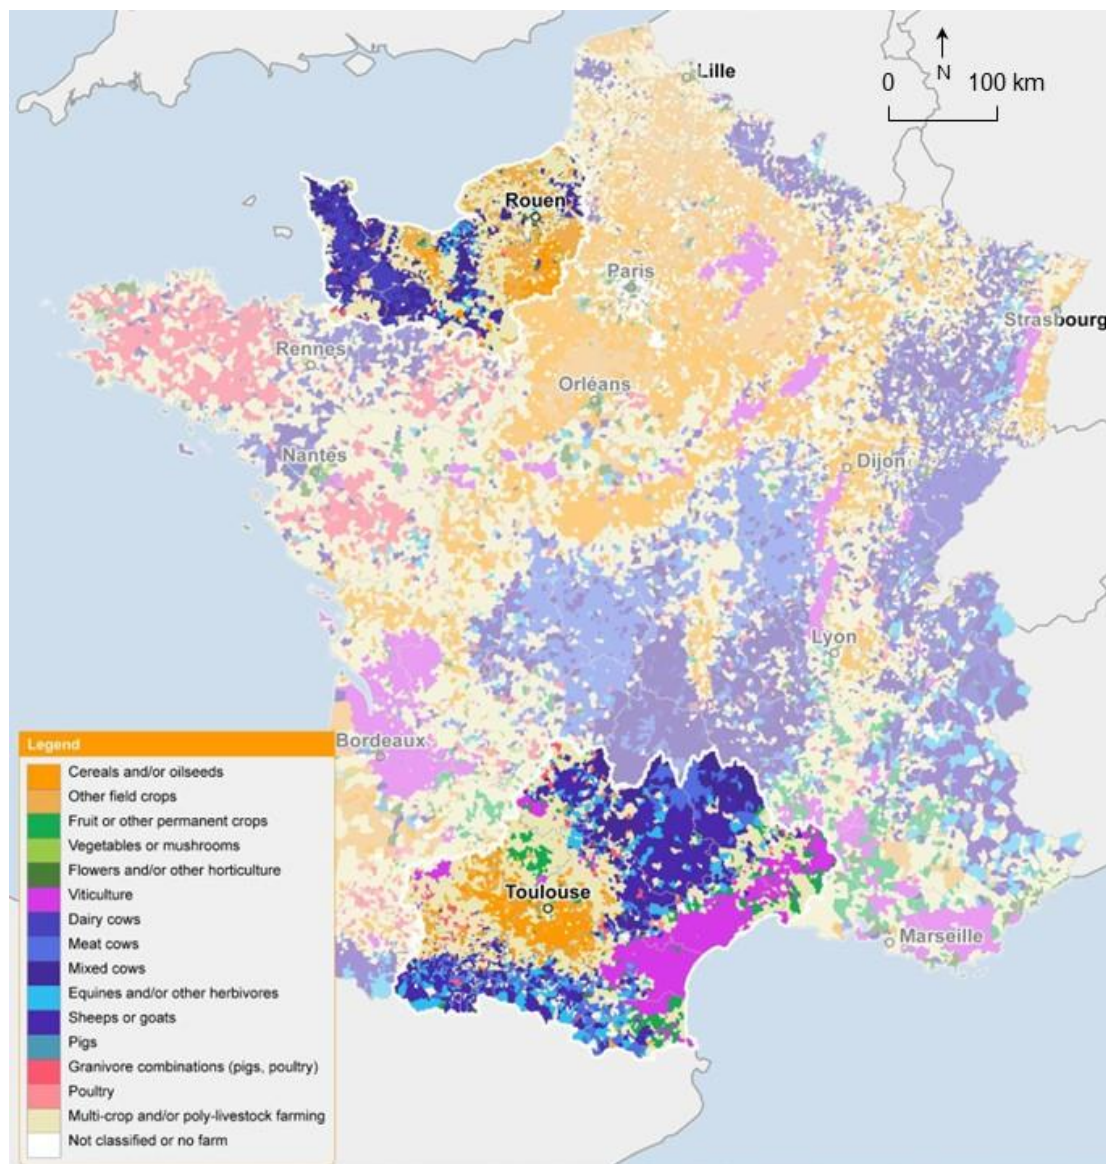 Lille
N
0 100 km
Rouen
Paris
Strasbourg
Rennes
Orléans
Nantes
Dijon
Lyon
Bordeaux
Toulouse
Marseille
Legend
Cereals and/or oilseeds
Other field crops
Fruit or other permanent crops
Vegetables or mushrooms
Flowers and/or other horticulture
Viticulture
Dairy cows
Meat cows
Mixed cows
Equines and/or other herbivores
Sheeps or goats
Pigs
Granivore combinations (pigs, poultry)
Poultry
Multi-crop and/or poly-livestock farming
Not classified or no farm